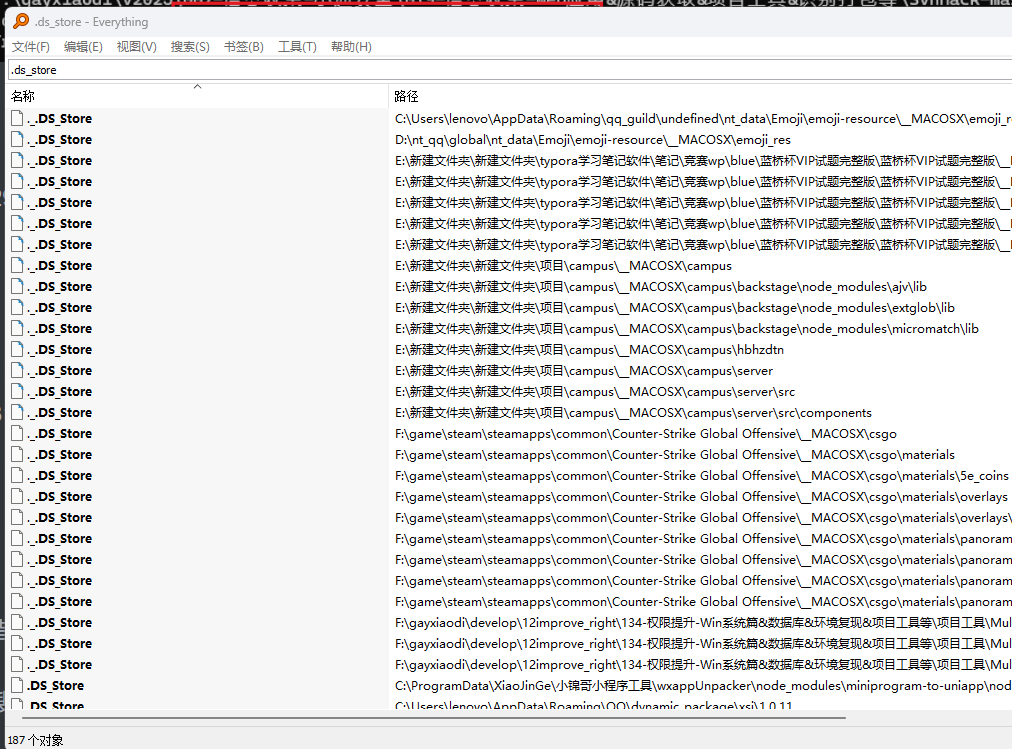 .ds_store - Everything
文件(F) 编辑(E) 视图(V) 搜索(S) 书签(B) 工具(T) 帮助(H)
.ds_store
名称 路径
._.DS_Store C:\Users\lenovo\AppData\Roaming\qq_guild\undefined\nt_data\Emoji\emoji-resource\__MACOSX\emoji_r
._.DS_Store D:\nt_qq\global\nt_data\Emoji\emoji-resource\__MACOSX\emoji_res
._.DS_Store E:\新建文件夹\新建文件夹\typora学习笔记软件\笔记\竞赛wp\blue\蓝桥杯VIP试题完整版\蓝桥杯VIP试题完整版\__
._.DS_Store E:\新建文件夹\新建文件夹\typora学习笔记软件\笔记\竞赛wp\blue\蓝桥杯VIP试题完整版\蓝桥杯VIP试题完整版\__
._.DS_Store E:\新建文件夹\新建文件夹\typora学习笔记软件\笔记\竞赛wp\blue\蓝桥杯VIP试题完整版\蓝桥杯VIP试题完整版\__
._.DS_Store E:\新建文件夹\新建文件夹\typora学习笔记软件\笔记\竞赛wp\blue\蓝桥杯VIP试题完整版\蓝桥杯VIP试题完整版\__
._.DS_Store E:\新建文件夹\新建文件夹\typora学习笔记软件\笔记\竞赛wp\blue\蓝桥杯VIP试题完整版\蓝桥杯VIP试题完整版\__
._.DS_Store E:\新建文件夹\新建文件夹\项目\campus\__MACOSX\campus
._.DS_Store E:\新建文件夹\新建文件夹\项目\campus\__MACOSX\campus\backstage\node_modules\ajv\lib
._.DS_Store E:\新建文件夹\新建文件夹\项目\campus\__MACOSX\campus\backstage\node_modules\extglob\lib
._.DS_Store E:\新建文件夹\新建文件夹\项目\campus\__MACOSX\campus\backstage\node_modules\micromatch\lib
._.DS_Store E:\新建文件夹\新建文件夹\项目\campus\__MACOSX\campus\hbhzdtn
._.DS_Store E:\新建文件夹\新建文件夹\项目\campus\__MACOSX\campus\server
._.DS_Store E:\新建文件夹\新建文件夹\项目\campus\__MACOSX\campus\server\src
._.DS_Store E:\新建文件夹\新建文件夹\项目\campus\__MACOSX\campus\server\src\components
._.DS_Store F:\game\steam\steamapps\common\Counter-Strike Global Offensive\__MACOSX\csgo
._.DS_Store F:\game\steam\steamapps\common\Counter-Strike Global Offensive\__MACOSX\csgo\materials
._.DS_Store F:\game\steam\steamapps\common\Counter-Strike Global Offensive\__MACOSX\csgo\materials\5e_coins
._.DS_Store F:\game\steam\steamapps\common\Counter-Strike Global Offensive\__MACOSX\csgo\materials\overlays
._.DS_Store F:\game\steam\steamapps\common\Counter-Strike Global Offensive\__MACOSX\csgo\materials\overlays\
._.DS_Store F:\game\steam\steamapps\common\Counter-Strike Global Offensive\__MACOSX\csgo\materials\panoram
._.DS_Store F:\game\steam\steamapps\common\Counter-Strike Global Offensive\__MACOSX\csgo\materials\panoram
._.DS_Store F:\game\steam\steamapps\common\Counter-Strike Global Offensive\__MACOSX\csgo\materials\panoram
._.DS_Store F:\game\steam\steamapps\common\Counter-Strike Global Offensive\__MACOSX\csgo\materials\panoram
._.DS_Store F:\gayxiaodi\develop\12improve_right\134-权限提升-Win系统篇&数据库&环境复现&项目工具等\项目工具\Mul
._.DS_Store F:\gayxiaodi\develop\12improve_right\134-权限提升-Win系统篇&数据库&环境复现&项目工具等\项目工具\Mul
._.DS_Store F:\gayxiaodi\develop\12improve_right\134-权限提升-Win系统篇&数据库&环境复现&项目工具等\项目工具\Mul
.DS_Store C:\ProgramData\XiaoJinGe\小锦哥小程序工具\wxappUnpacker\node_modules\miniprogram-to-uniapp\nod
.DS_Store C:\Users\lenovo\AppData\Roaming\QQ\dynamic_package\xsj\1.0.11
187 个对象